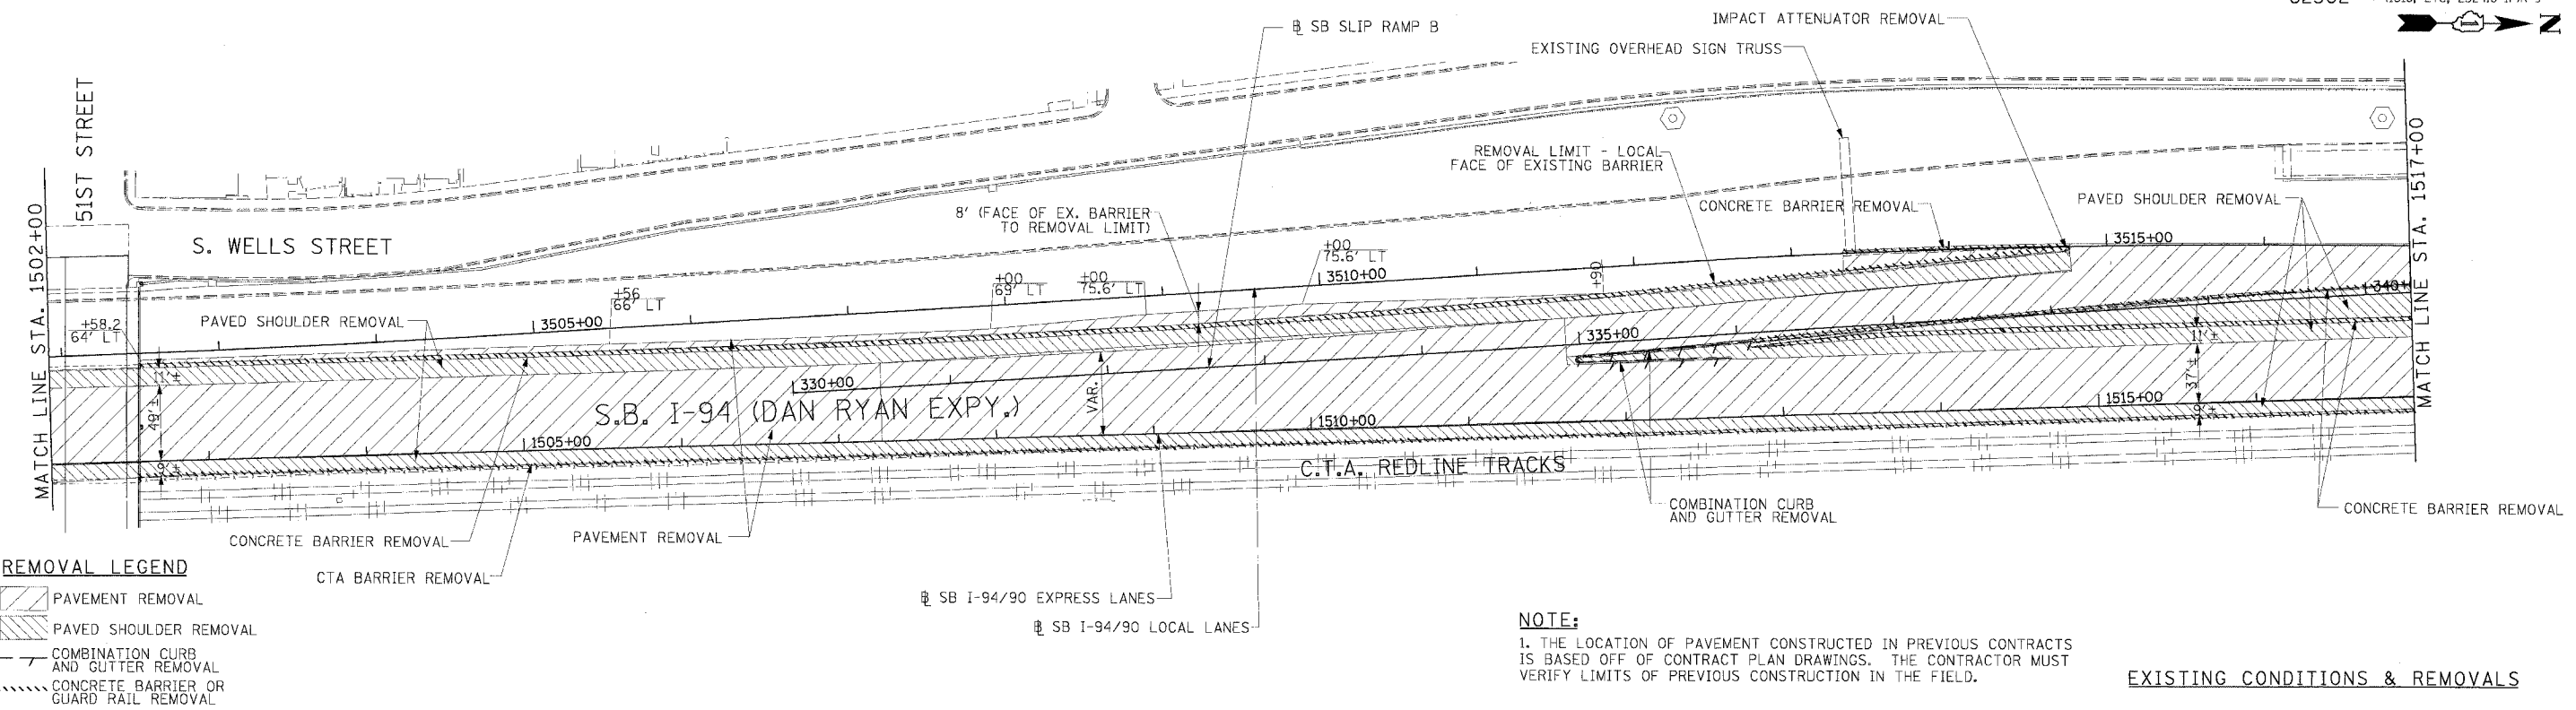 ℄ SB SLIP RAMP B
IMPACT ATTENUATOR REMOVAL
EXISTING OVERHEAD SIGN TRUSS
N
51ST STREET
MATCH LINE STA. 1502+00
S. WELLS STREET
REMOVAL LIMIT - LOCAL
FACE OF EXISTING BARRIER
8' (FACE OF EX. BARRIER
TO REMOVAL LIMIT)
CONCRETE BARRIER REMOVAL
PAVED SHOULDER REMOVAL
MATCH LINE STA. 1517+00
+58.2
64' LT
PAVED SHOULDER REMOVAL
3505+00
+56
66' LT
+00
69' LT
+00
75.6' LT
+00
75.6' LT
3510+00
+90
3515+00
340+
11'±
49'±
9'±
330+00
335+00
VAR.
11'±
37'±
9'±
S.B. I-94 (DAN RYAN EXPY.)
1505+00
1510+00
1515+00
C.T.A. REDLINE TRACKS
COMBINATION CURB
AND GUTTER REMOVAL
CONCRETE BARRIER REMOVAL
CONCRETE BARRIER REMOVAL
PAVEMENT REMOVAL
CTA BARRIER REMOVAL
℄ SB I-94/90 EXPRESS LANES
℄ SB I-94/90 LOCAL LANES
REMOVAL LEGEND
PAVEMENT REMOVAL
PAVED SHOULDER REMOVAL
COMBINATION CURB
AND GUTTER REMOVAL
CONCRETE BARRIER OR
GUARD RAIL REMOVAL
NOTE:
1. THE LOCATION OF PAVEMENT CONSTRUCTED IN PREVIOUS CONTRACTS
IS BASED OFF OF CONTRACT PLAN DRAWINGS. THE CONTRACTOR MUST
VERIFY LIMITS OF PREVIOUS CONSTRUCTION IN THE FIELD.
EXISTING CONDITIONS & REMOVALS